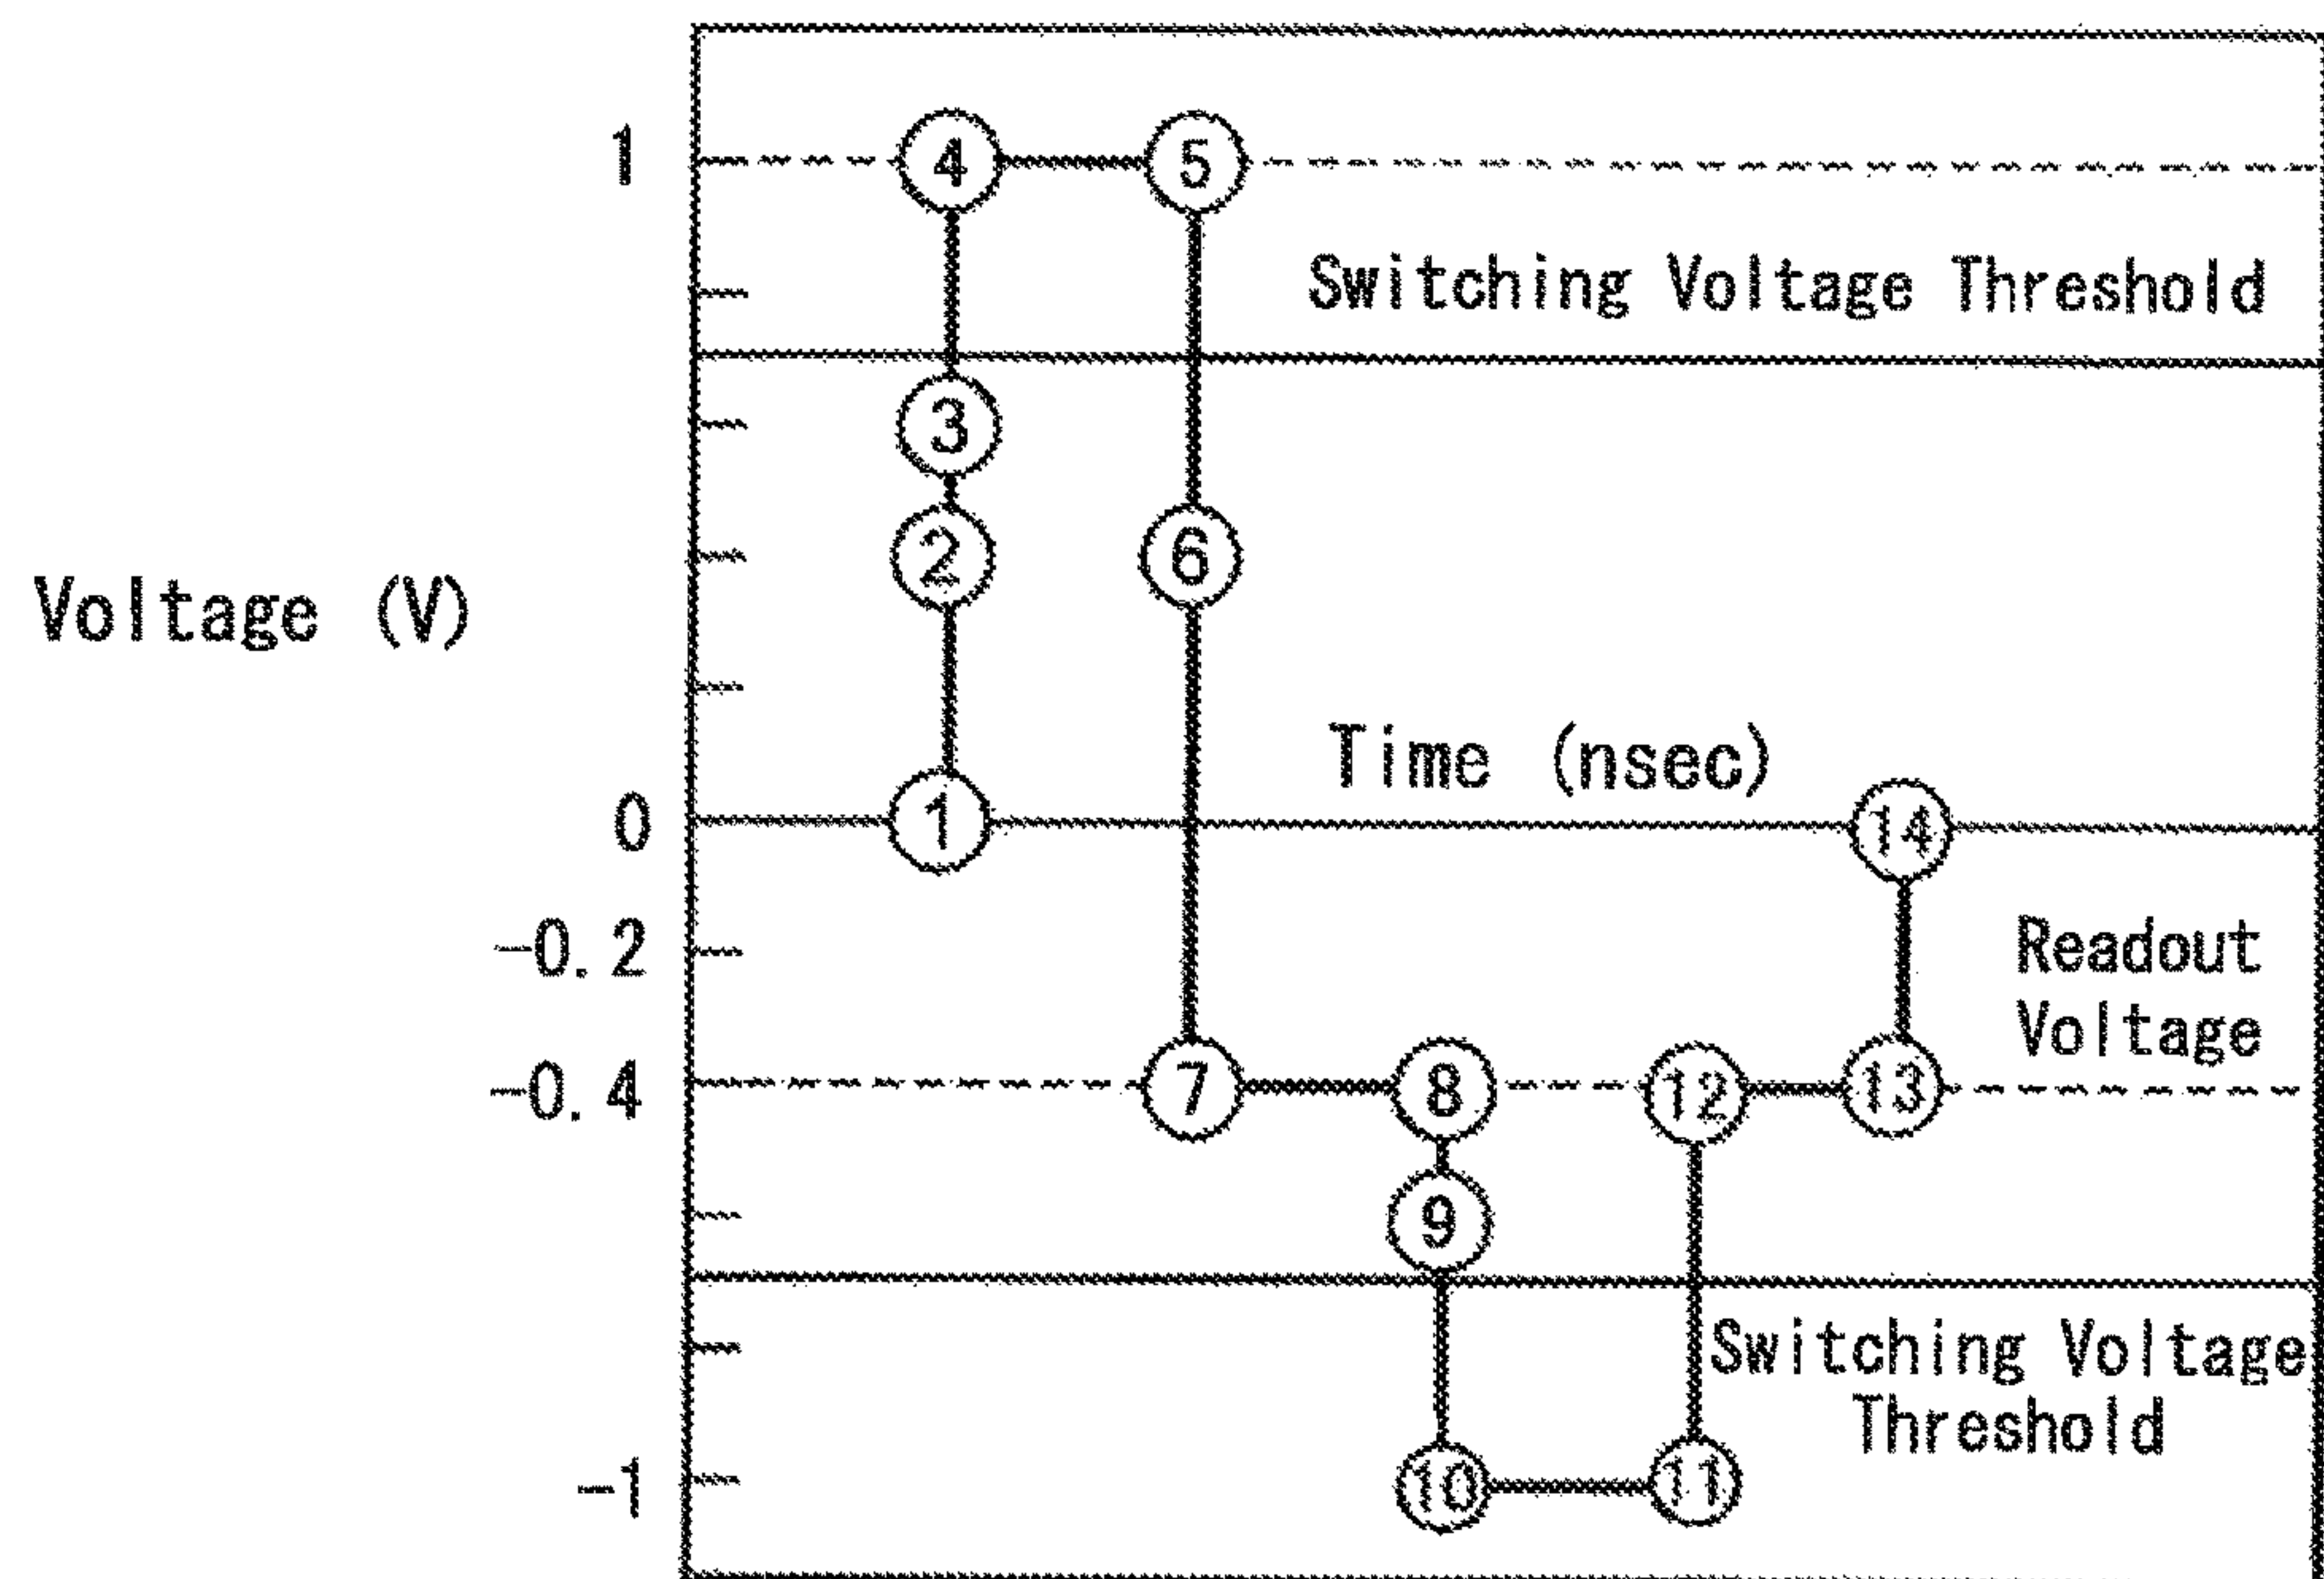 1
4
5
Switching Voltage Threshold
3
2
6
Voltage (V)
Time (nsec)
0
1
14
-0.2
Readout
Voltage
-0.4
7
8
12
13
9
Switching Voltage
Threshold
-1
10
11